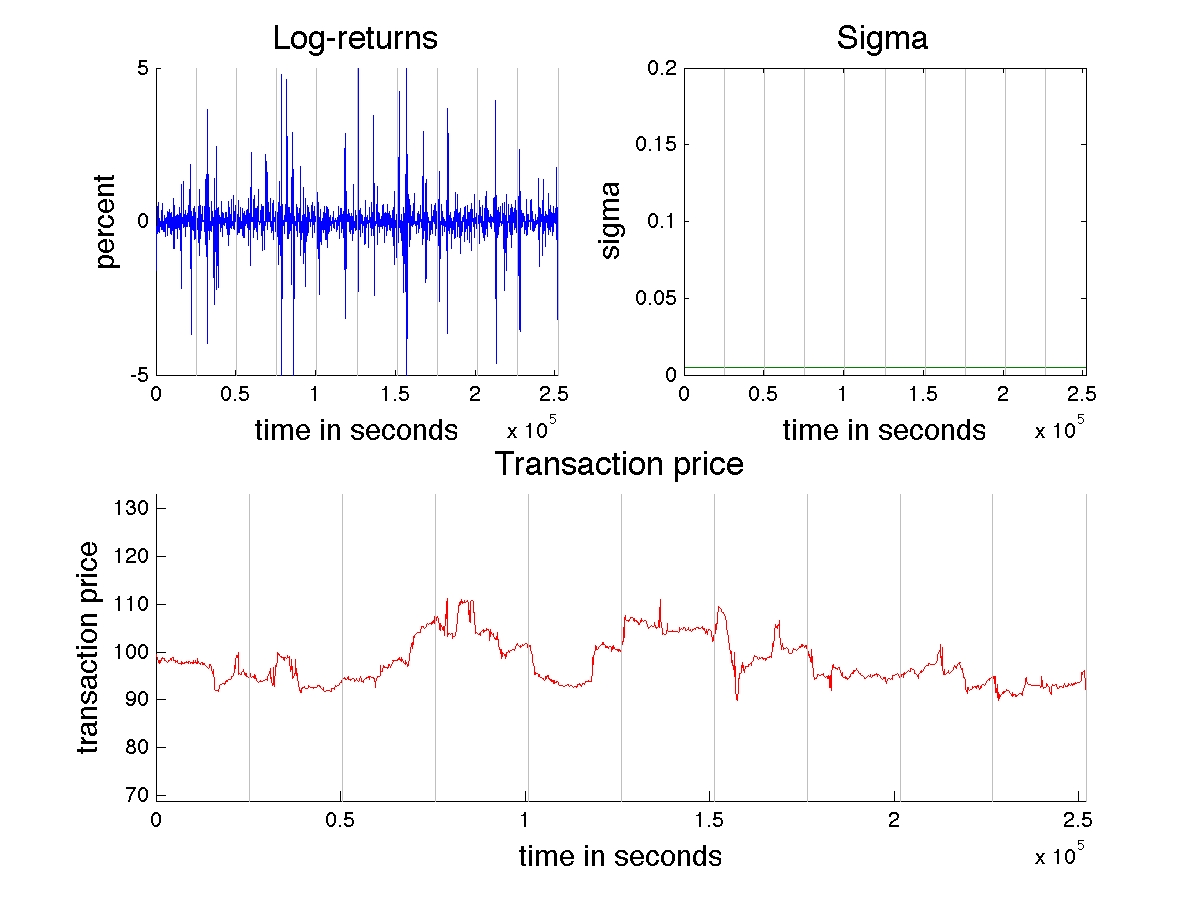 Log-returns
5
0
-5
percent
0 0.5 1 1.5 2 2.5
x 10^5
time in seconds
Sigma
0.2
0.15
0.1
0.05
0
sigma
0 0.5 1 1.5 2 2.5
x 10^5
time in seconds
Transaction price
130
120
110
100
90
80
70
transaction price
0 0.5 1 1.5 2 2.5
x 10^5
time in seconds